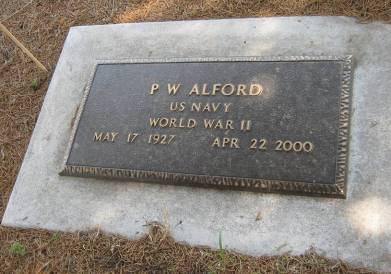 P W ALFORD
US NAVY
WORLD WAR II
MAY 17 1927 APR 22 2000